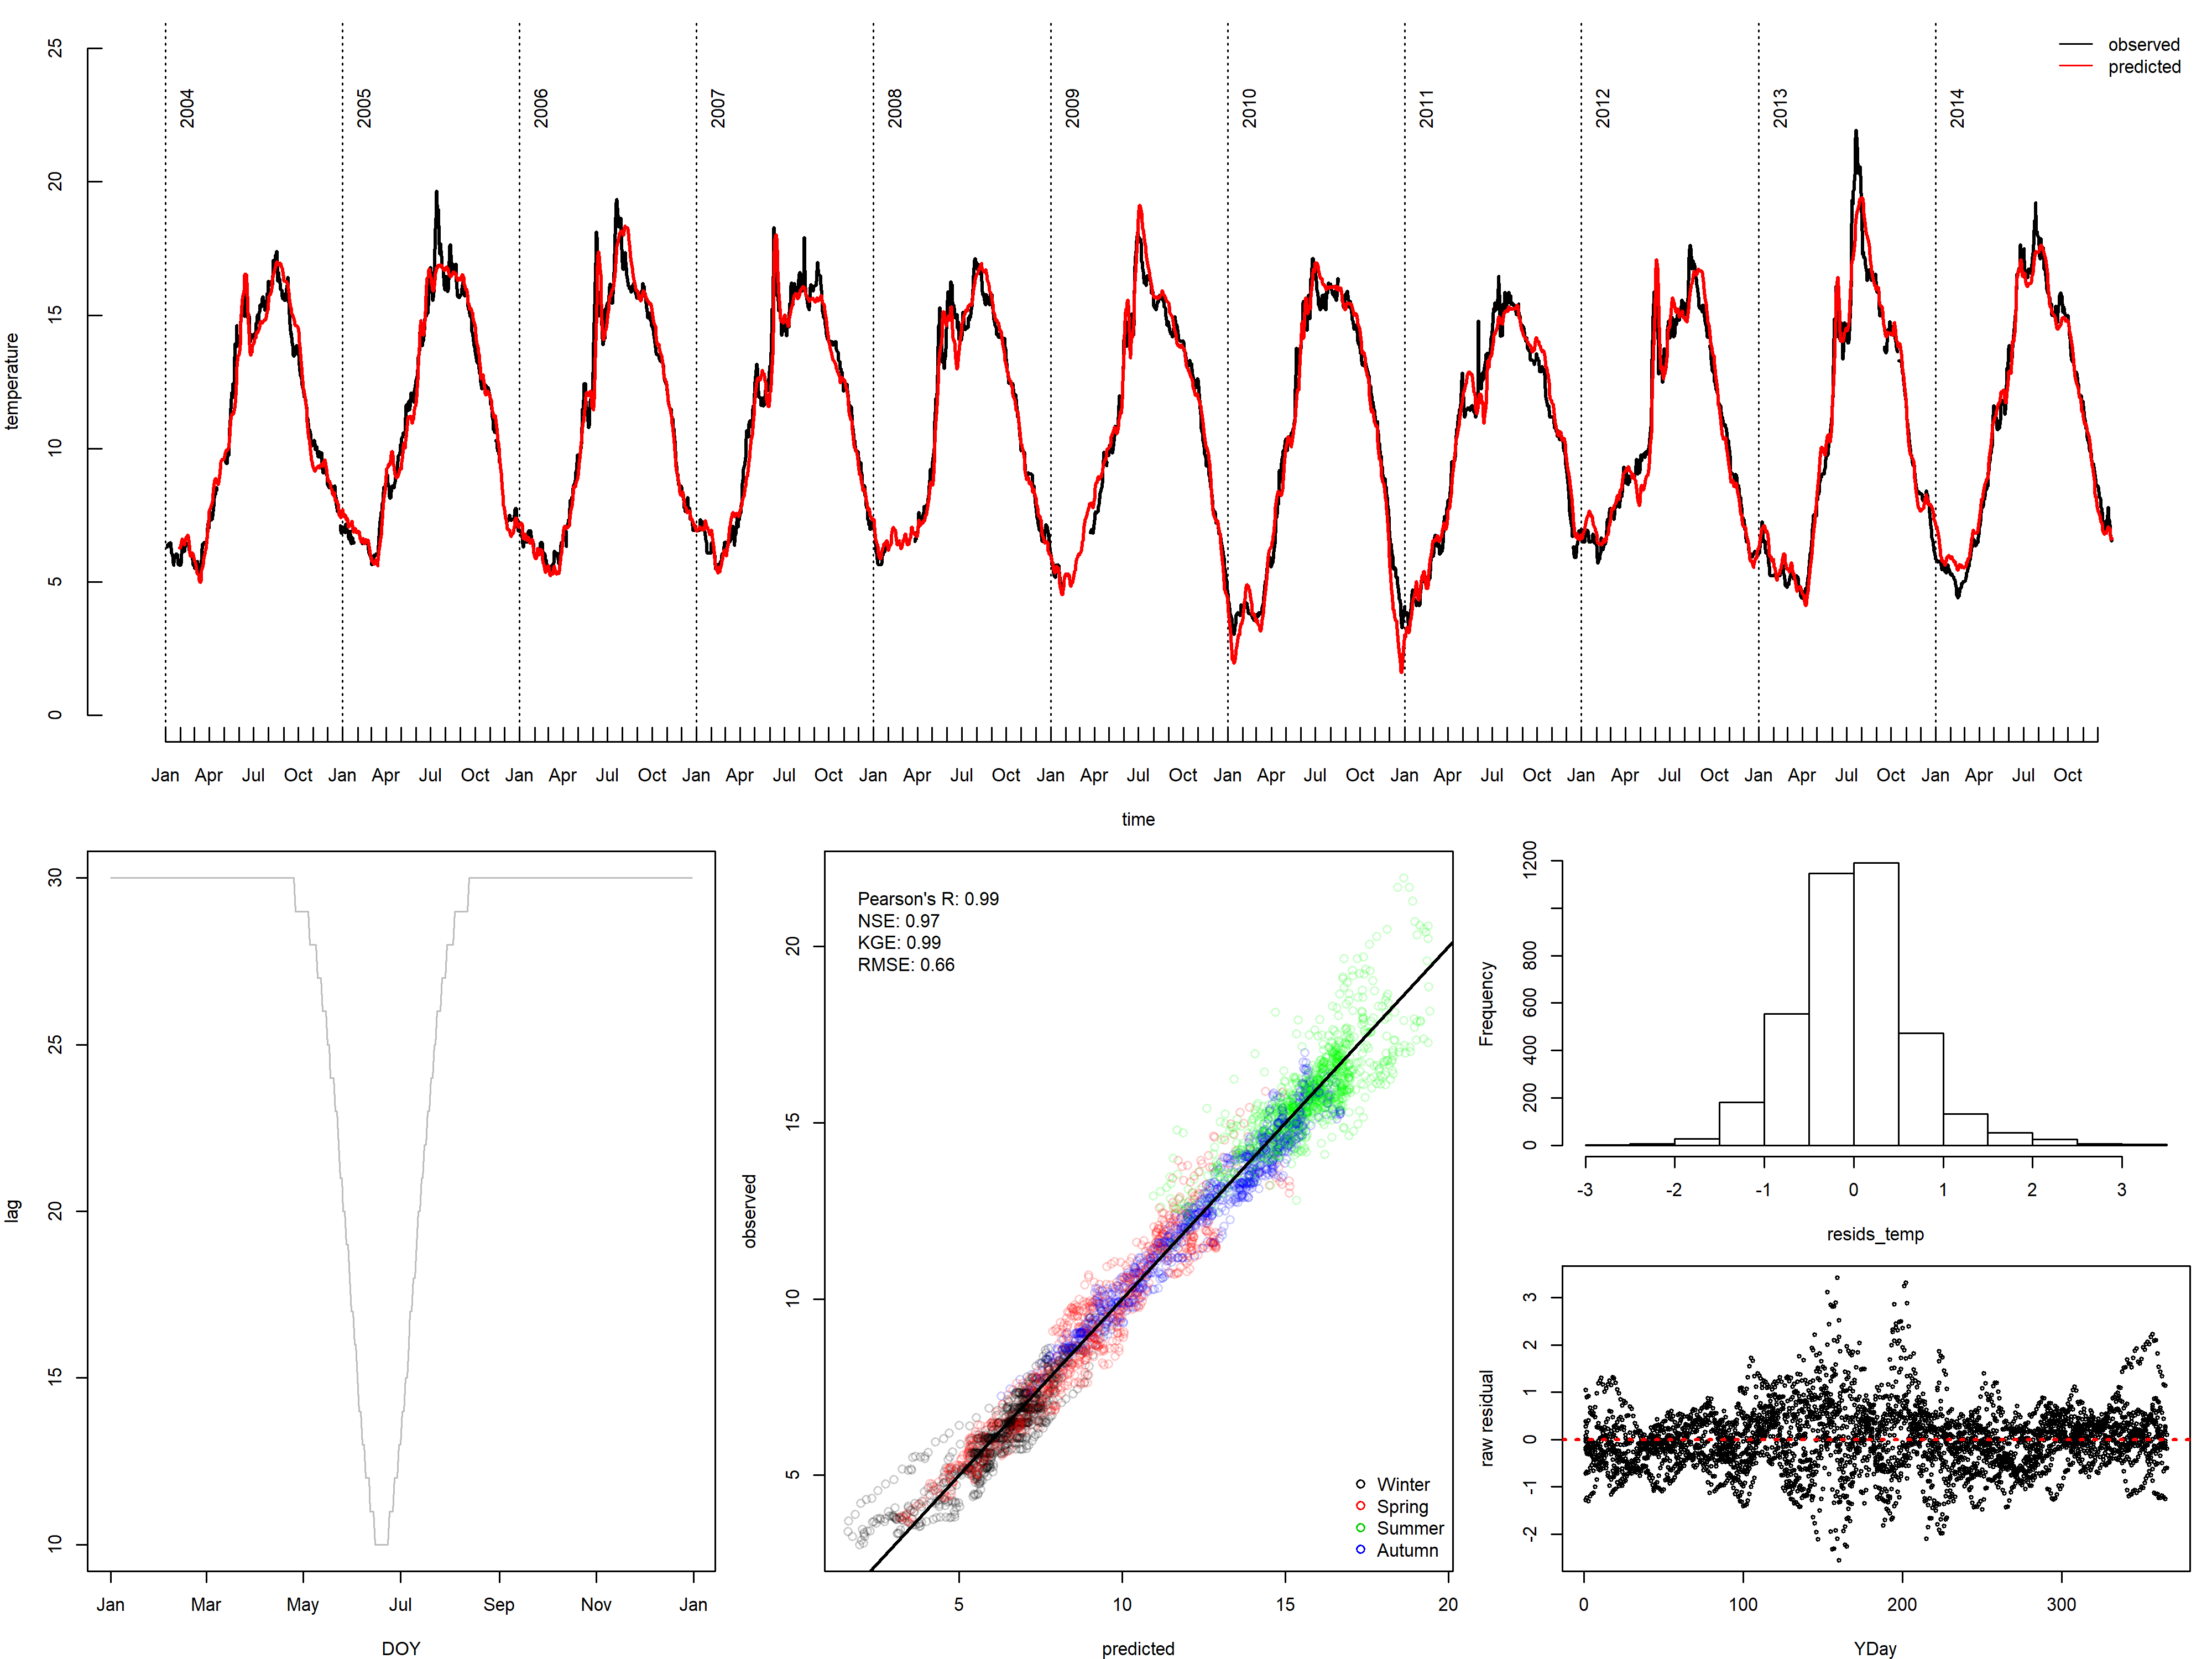 25
20
15
10
5
0
temperature
2004
2005
2006
2007
2008
2009
2010
2011
2012
2013
2014
observed
predicted
Jan Apr Jul Oct Jan Apr Jul Oct Jan Apr Jul Oct Jan Apr Jul Oct Jan Apr Jul Oct Jan Apr Jul Oct Jan Apr Jul Oct Jan Apr Jul Oct Jan Apr Jul Oct Jan Apr Jul Oct Jan Apr Jul Oct
time
30
25
20
15
10
lag
Jan Mar May Jul Sep Nov Jan
DOY
Pearson's R: 0.99
NSE: 0.97
KGE: 0.99
RMSE: 0.66
20
15
10
5
observed
Winter
Spring
Summer
Autumn
5 10 15 20
predicted
1200
800
600
400
200
0
Frequency
-3 -2 -1 0 1 2 3
resids_temp
3
2
1
0
-1
-2
raw residual
0 100 200 300
YDay